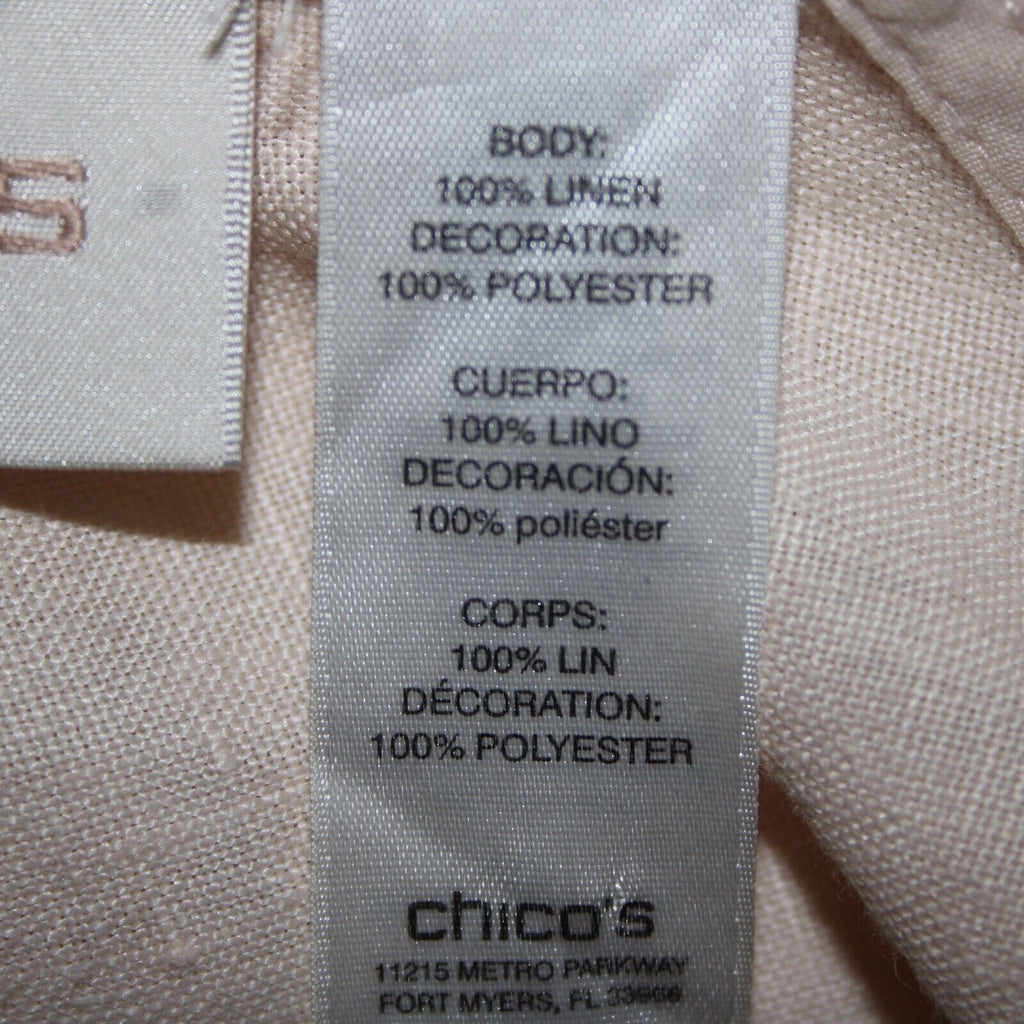 S
BODY:
100% LINEN
DECORATION:
100% POLYESTER
CUERPO:
100% LINO
DECORACIÓN:
100% poliéster
CORPS:
100% LIN
DÉCORATION:
100% POLYESTER
chico's
11215 METRO PARKWAY
FORT MYERS, FL 33966